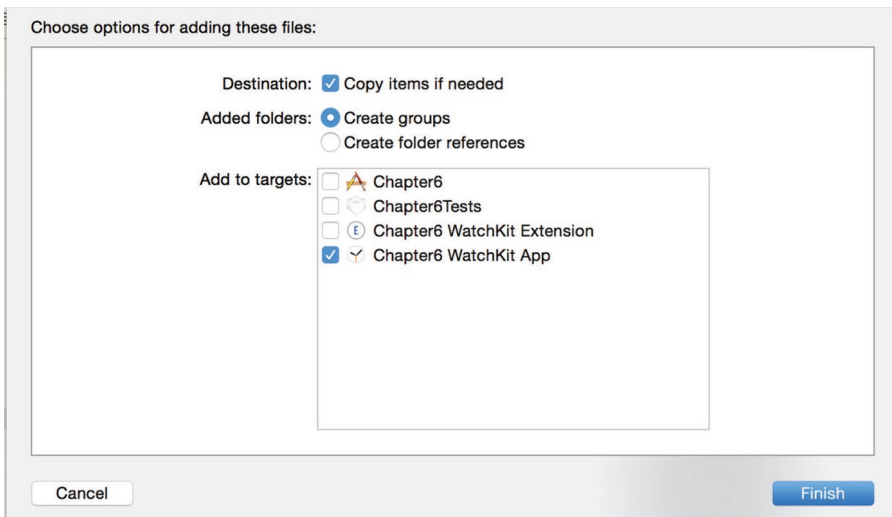 Choose options for adding these files:
Destination: Copy items if needed
Added folders: Create groups
Create folder references
Add to targets: Chapter6
Chapter6Tests
E Chapter6 WatchKit Extension
Chapter6 WatchKit App
Cancel Finish